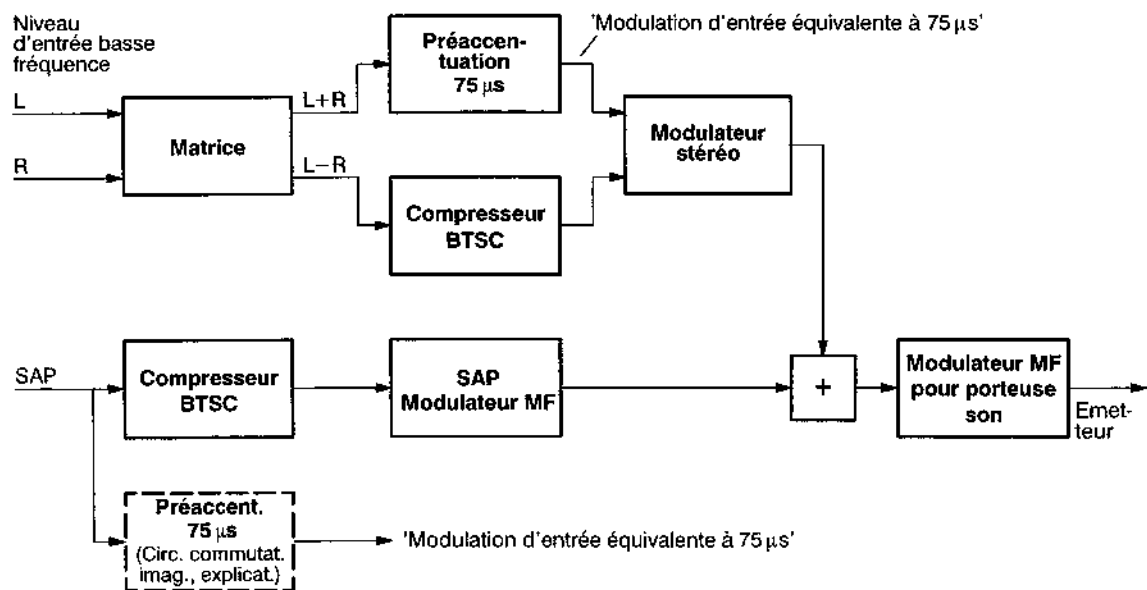 Niveau
d'entrée basse
fréquence
L
R
Matrice
L+R
L−R
Préaccen-
tuation
75 µs
'Modulation d'entrée équivalente à 75 µs'
Compresseur
BTSC
Modulateur
stéréo
SAP
Compresseur
BTSC
SAP
Modulateur MF
+
Modulateur MF
pour porteuse
son
Emet-
teur
Préaccent.
75 µs
(Circ. commutat.
imag., explicat.)
'Modulation d'entrée équivalente à 75 µs'